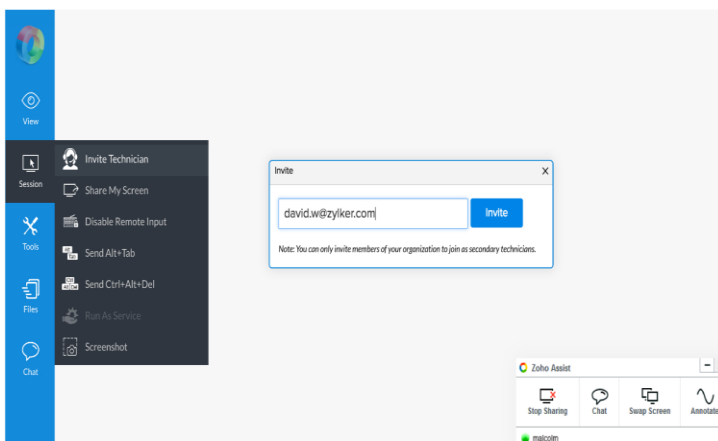 View
Session
Tools
Files
Chat
Invite Technician
Share My Screen
Disable Remote Input
Send Alt+Tab
Send Ctrl+Alt+Del
Run As Service
Screenshot
Invite X
david.w@zylker.com Invite
Note: You can only invite members of your organization to join as secondary technicians.
Zoho Assist
Stop Sharing Chat Swap Screen Annotate
malcolm